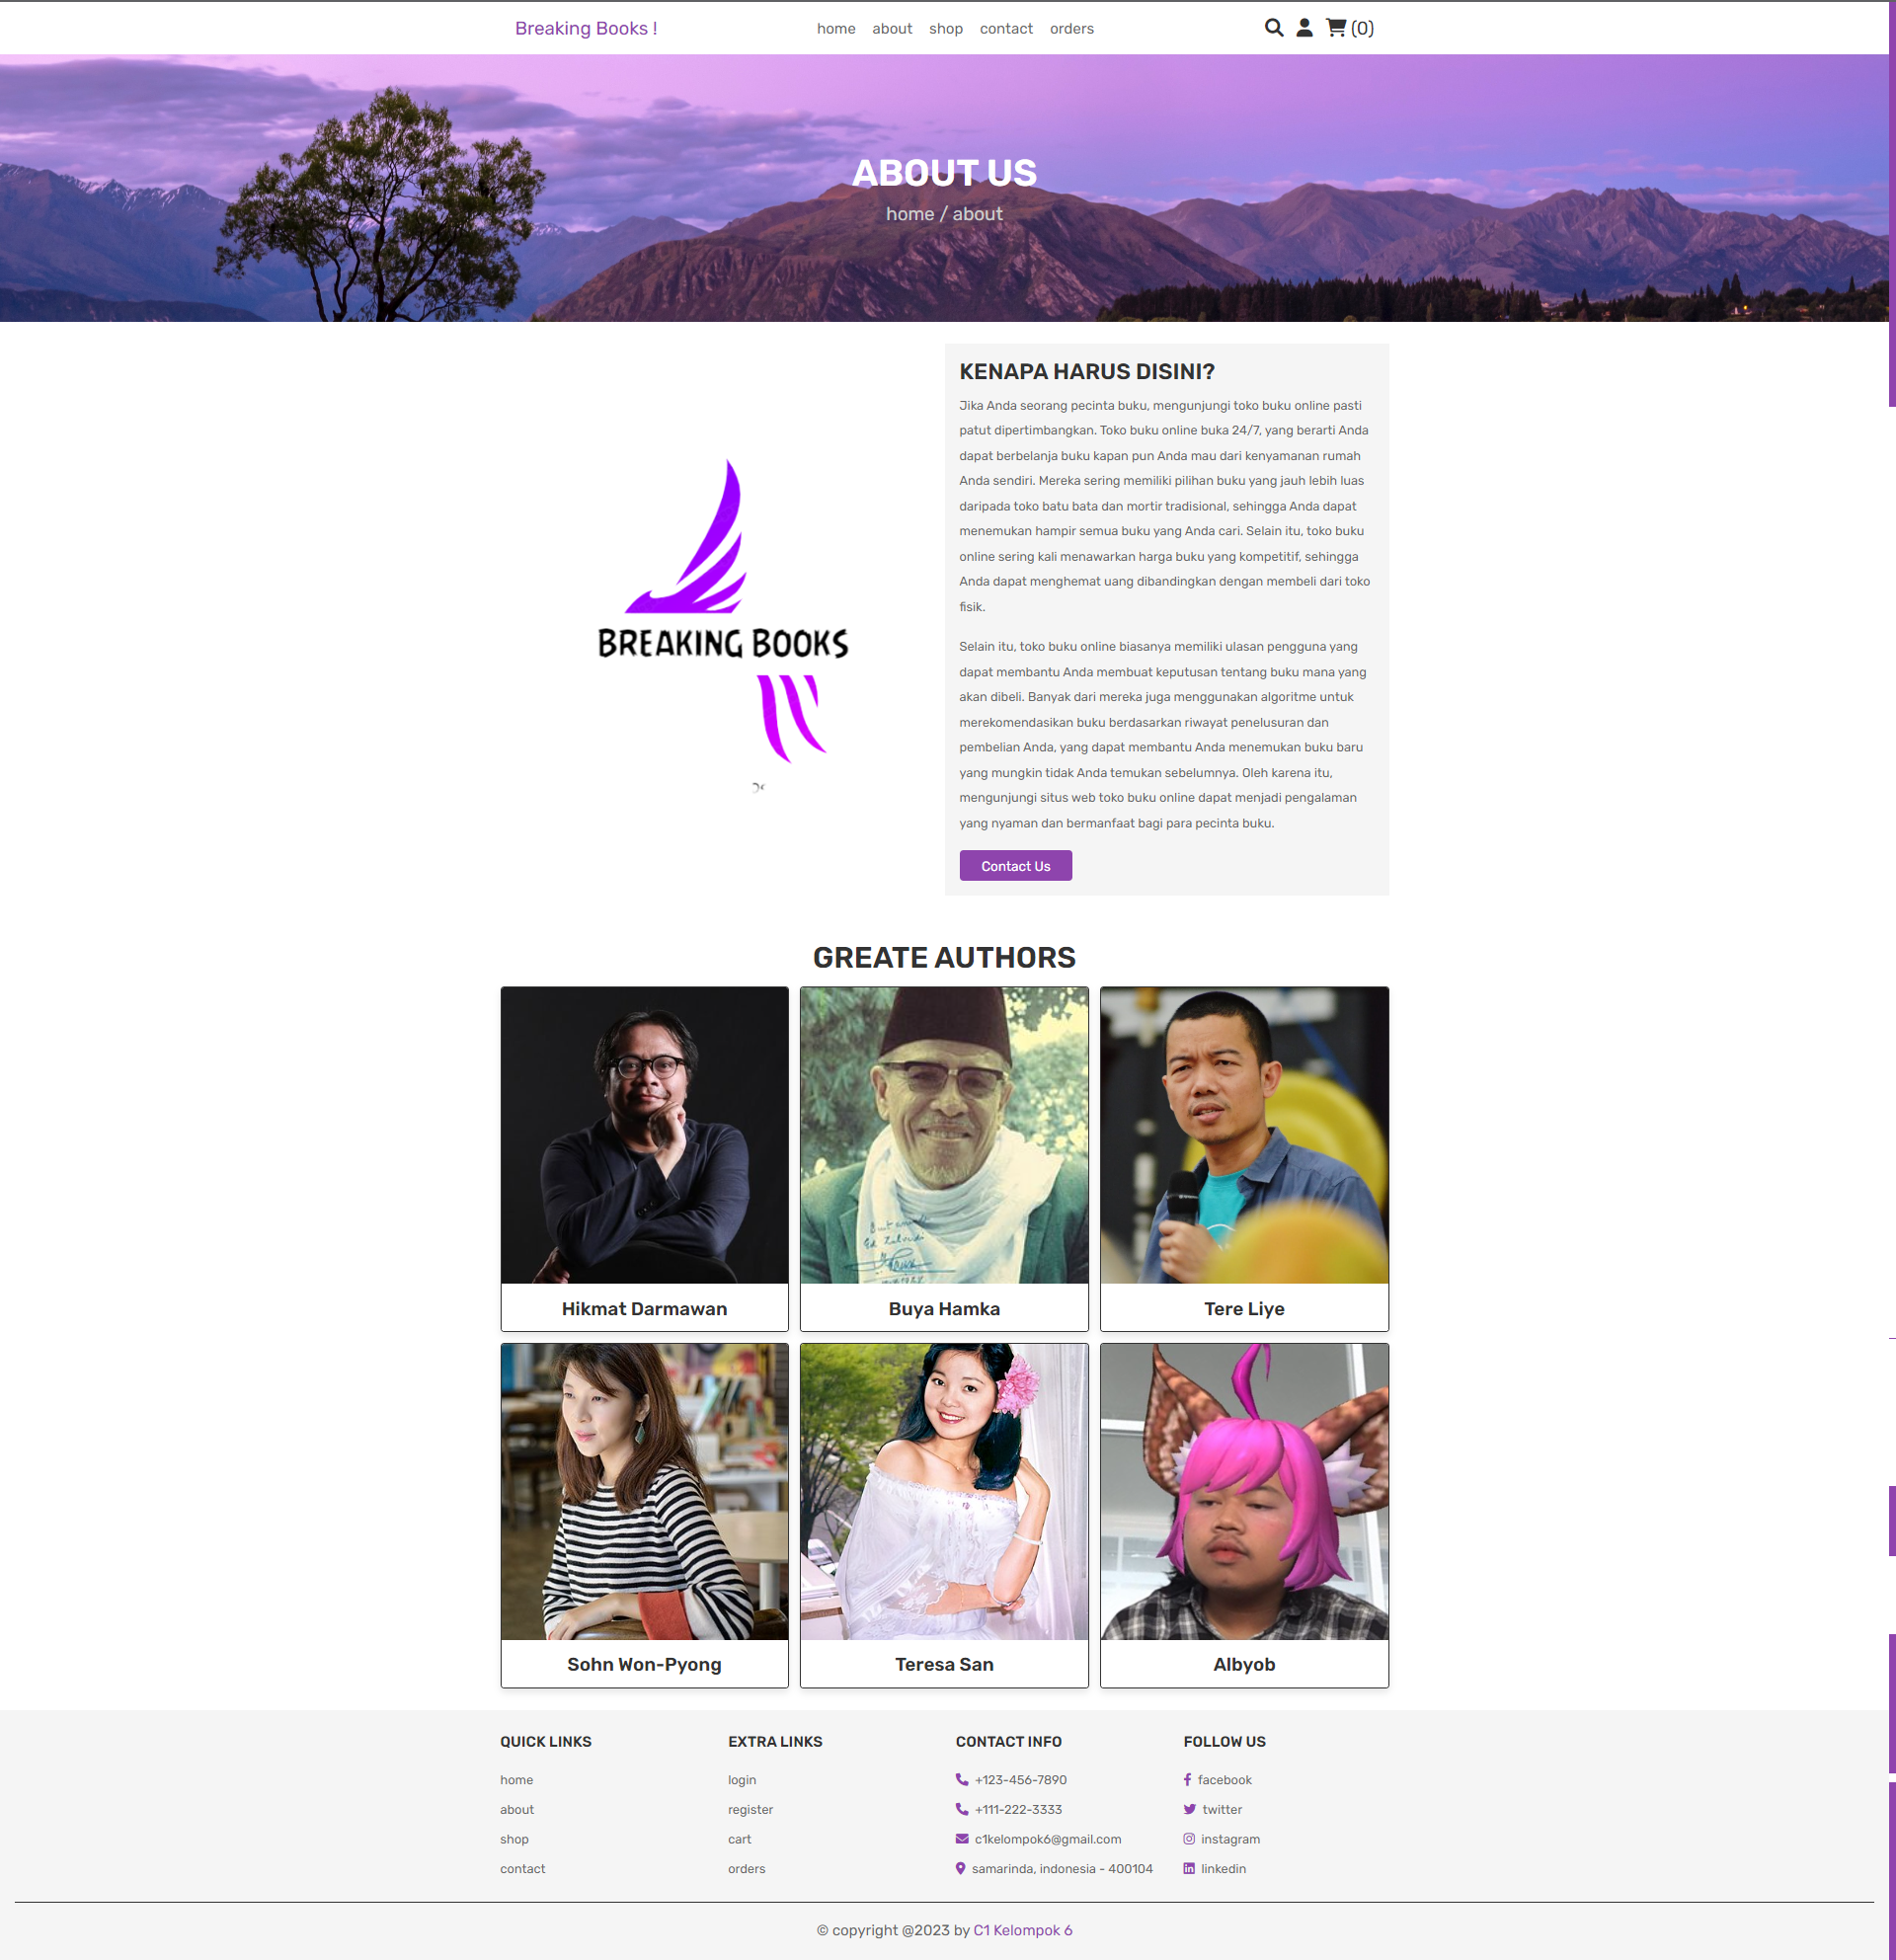 Breaking Books !
home about shop contact orders
(0)
ABOUT US
home / about
BREAKING BOOKS
KENAPA HARUS DISINI?
Jika Anda seorang pecinta buku, mengunjungi toko buku online pasti
patut dipertimbangkan. Toko buku online buka 24/7, yang berarti Anda
dapat berbelanja buku kapan pun Anda mau dari kenyamanan rumah
Anda sendiri. Mereka sering memiliki pilihan buku yang jauh lebih luas
daripada toko batu bata dan mortir tradisional, sehingga Anda dapat
menemukan hampir semua buku yang Anda cari. Selain itu, toko buku
online sering kali menawarkan harga buku yang kompetitif, sehingga
Anda dapat menghemat uang dibandingkan dengan membeli dari toko
fisik.
Selain itu, toko buku online biasanya memiliki ulasan pengguna yang
dapat membantu Anda membuat keputusan tentang buku mana yang
akan dibeli. Banyak dari mereka juga menggunakan algoritme untuk
merekomendasikan buku berdasarkan riwayat penelusuran dan
pembelian Anda, yang dapat membantu Anda menemukan buku baru
yang mungkin tidak Anda temukan sebelumnya. Oleh karena itu,
mengunjungi situs web toko buku online dapat menjadi pengalaman
yang nyaman dan bermanfaat bagi para pecinta buku.
Contact Us
GREATE AUTHORS
Hikmat Darmawan
Buya Hamka
Tere Liye
Sohn Won-Pyong
Teresa San
Albyob
QUICK LINKS
home
about
shop
contact
EXTRA LINKS
login
register
cart
orders
CONTACT INFO
+123-456-7890
+111-222-3333
c1kelompok6@gmail.com
samarinda, indonesia - 400104
FOLLOW US
facebook
twitter
instagram
linkedin
© copyright @2023 by C1 Kelompok 6